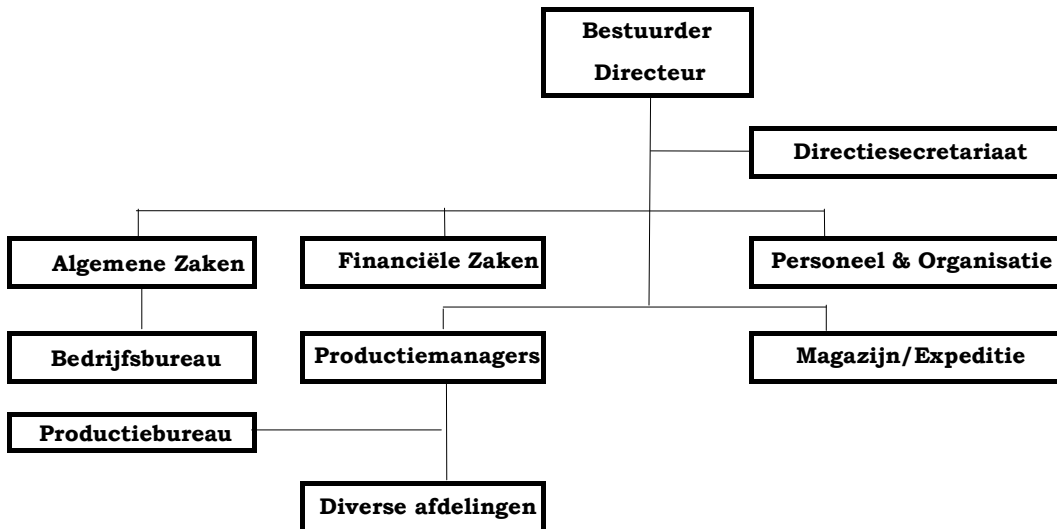 Bestuurder
Directeur
Directiesecretariaat
Algemene Zaken
Financiële Zaken
Personeel & Organisatie
Bedrijfsbureau
Productiemanagers
Magazijn/Expeditie
Productiebureau
Diverse afdelingen